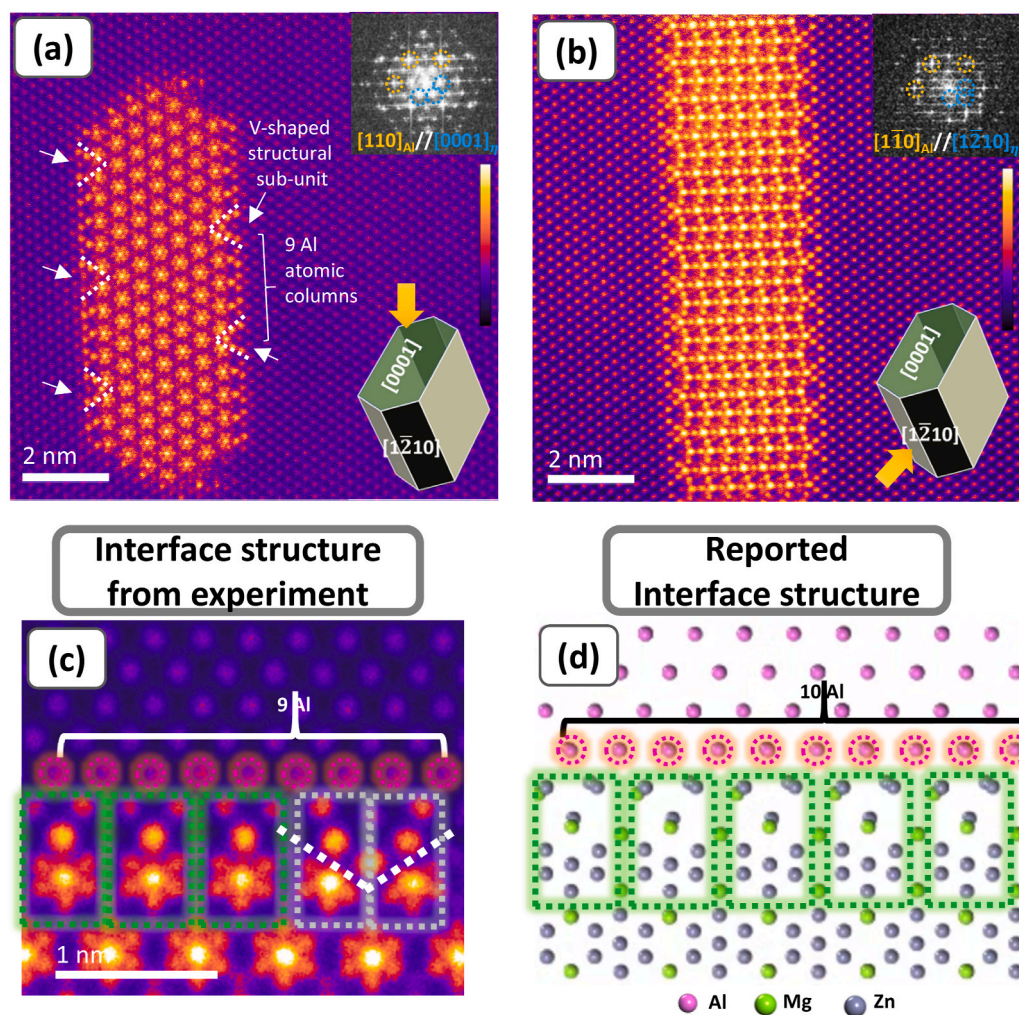 (a)
V-shaped
structural
sub-unit
9 Al
atomic
columns
[110]Al//[0001]η
[0001]
[1̄2̄10]
2 nm
(b)
[11̄0]Al//[12̄10]η
[0001]
[12̄10]
2 nm
Interface structure
from experiment
Reported
Interface structure
(c)
9 Al
1 nm
(d)
10 Al
Al Mg Zn